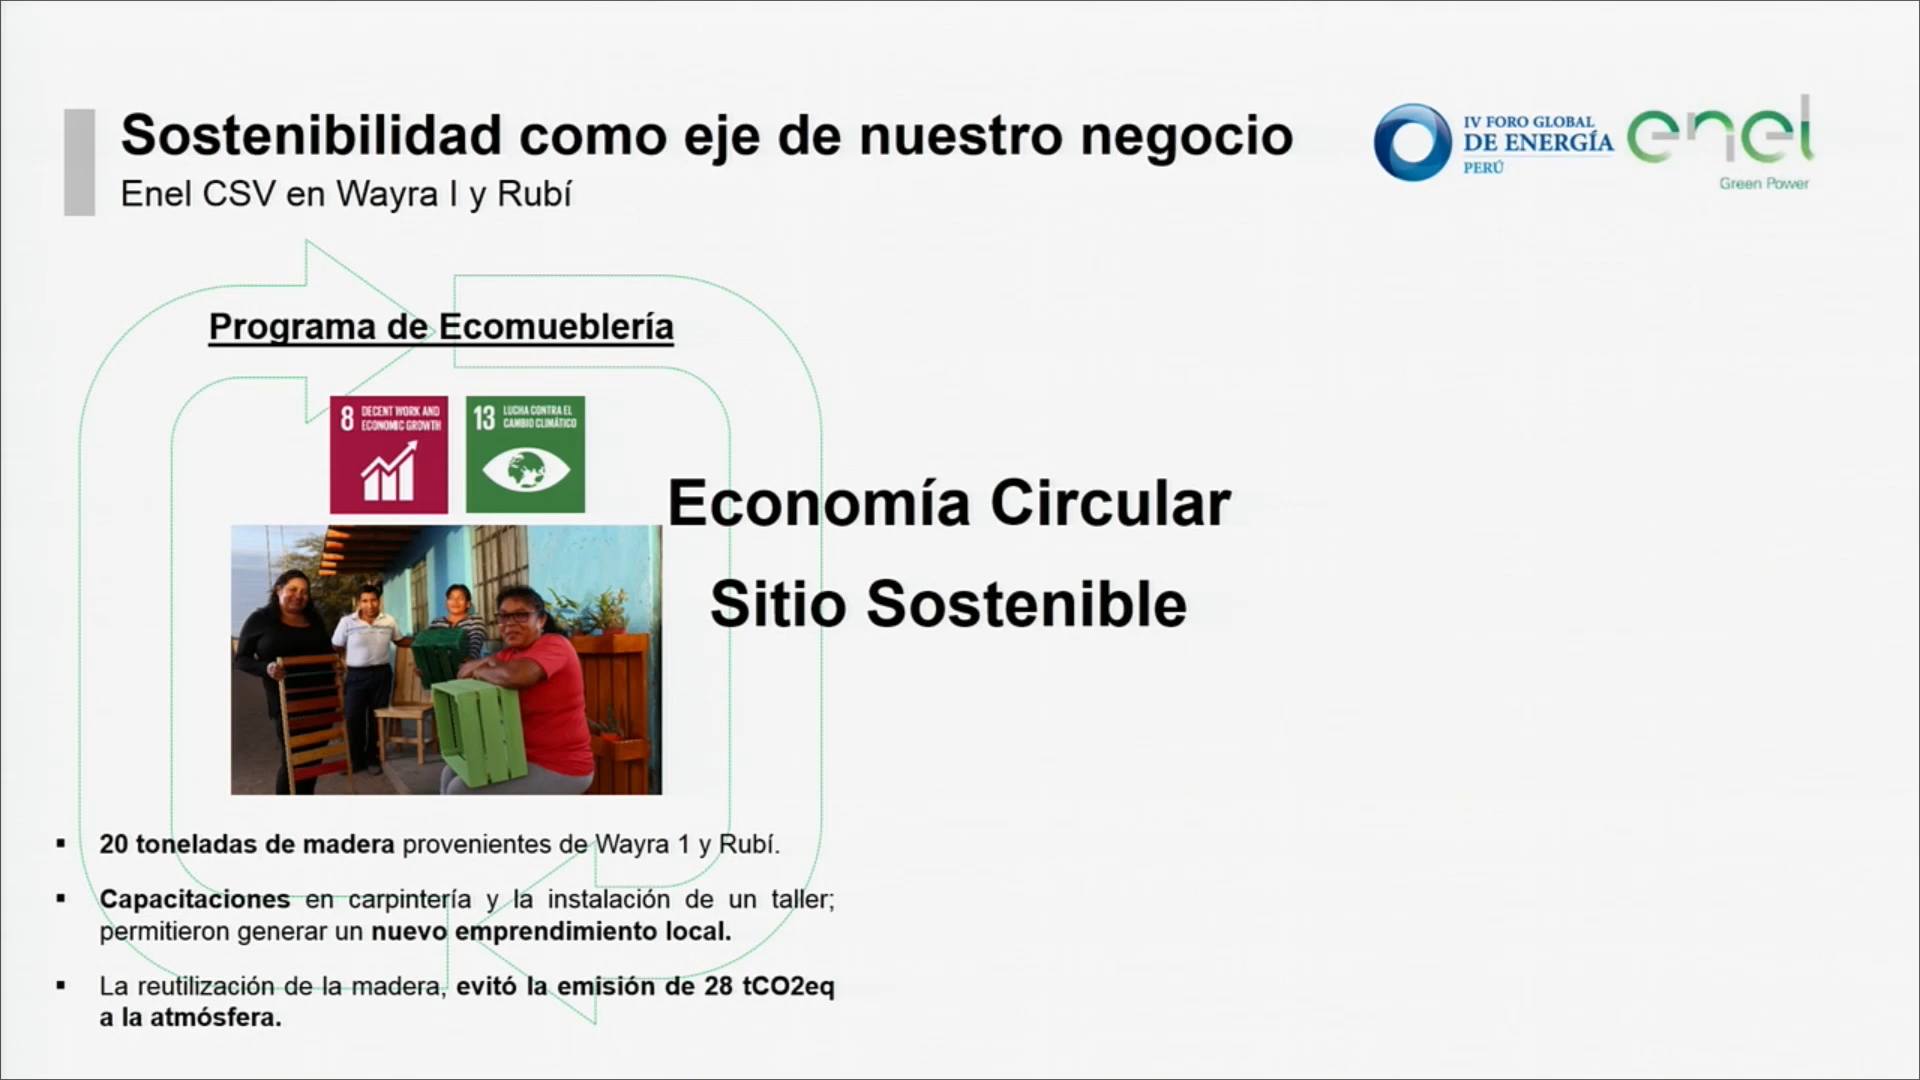 Sostenibilidad como eje de nuestro negocio
Enel CSV en Wayra I y Rubí
IV FORO GLOBAL
DE ENERGÍA
PERÚ
enel
Green Power
Programa de Ecomueblería
8 DECENT WORK AND
ECONOMIC GROWTH
13 LUCHA CONTRA EL
CAMBIO CLIMÁTICO
Economía Circular
Sitio Sostenible
▪ 20 toneladas de madera provenientes de Wayra 1 y Rubí.
▪ Capacitaciones en carpintería y la instalación de un taller;
permitieron generar un nuevo emprendimiento local.
▪ La reutilización de la madera, evitó la emisión de 28 tCO2eq
a la atmósfera.